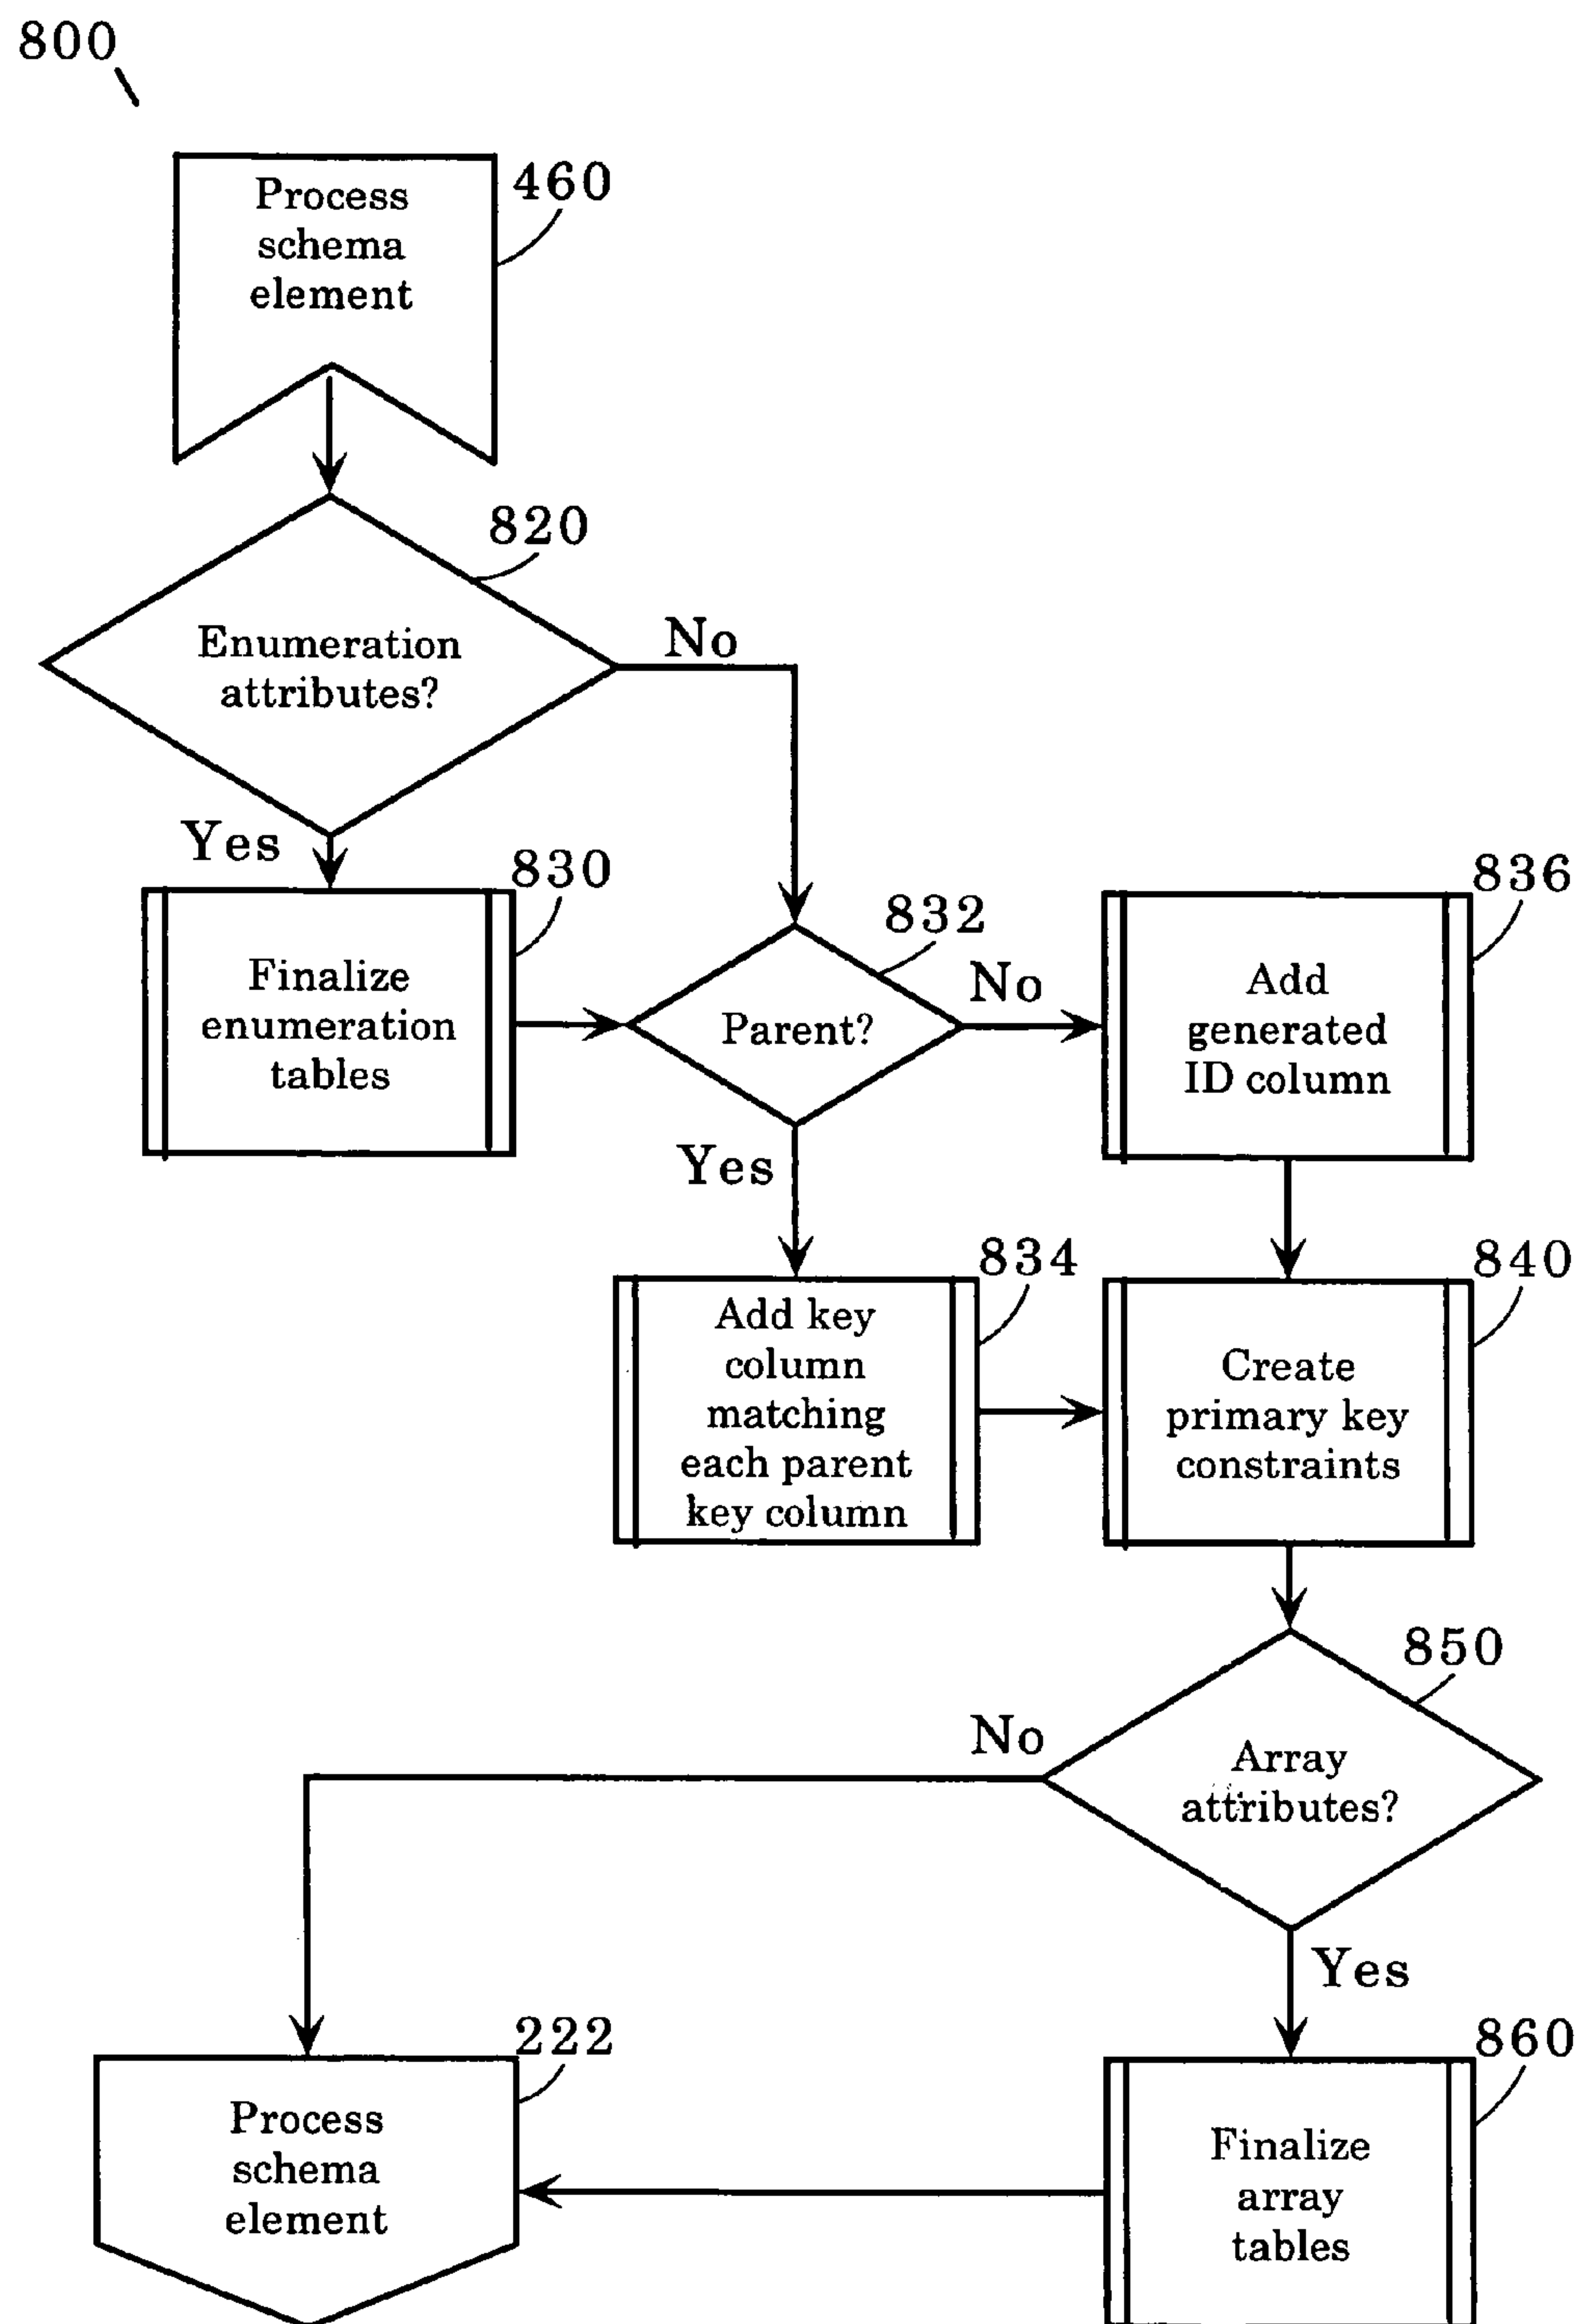 800
Process
schema
element
460
Enumeration
attributes?
820
No
Yes
Finalize
enumeration
tables
830
Parent?
832
No
Yes
Add
generated
ID column
836
Add key
column
matching
each parent
key column
834
Create
primary key
constraints
840
Array
attributes?
850
No
Yes
Process
schema
element
222
Finalize
array
tables
860